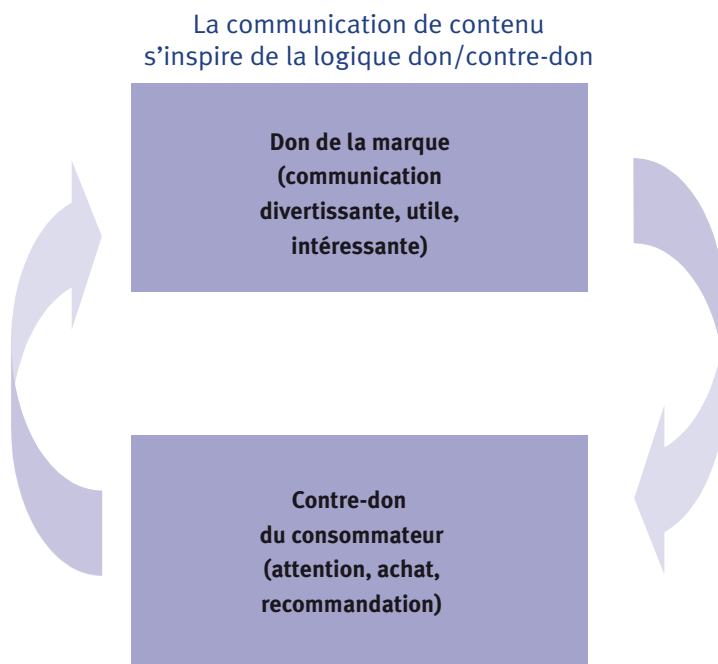 La communication de contenu
s’inspire de la logique don/contre-don
Don de la marque
(communication
divertissante, utile,
intéressante)
Contre-don
du consommateur
(attention, achat,
recommandation)